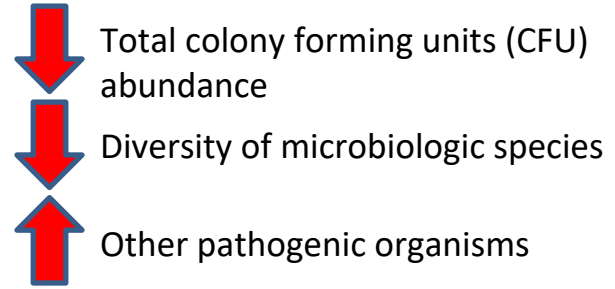 Total colony forming units (CFU)
abundance
Diversity of microbiologic species
Other pathogenic organisms